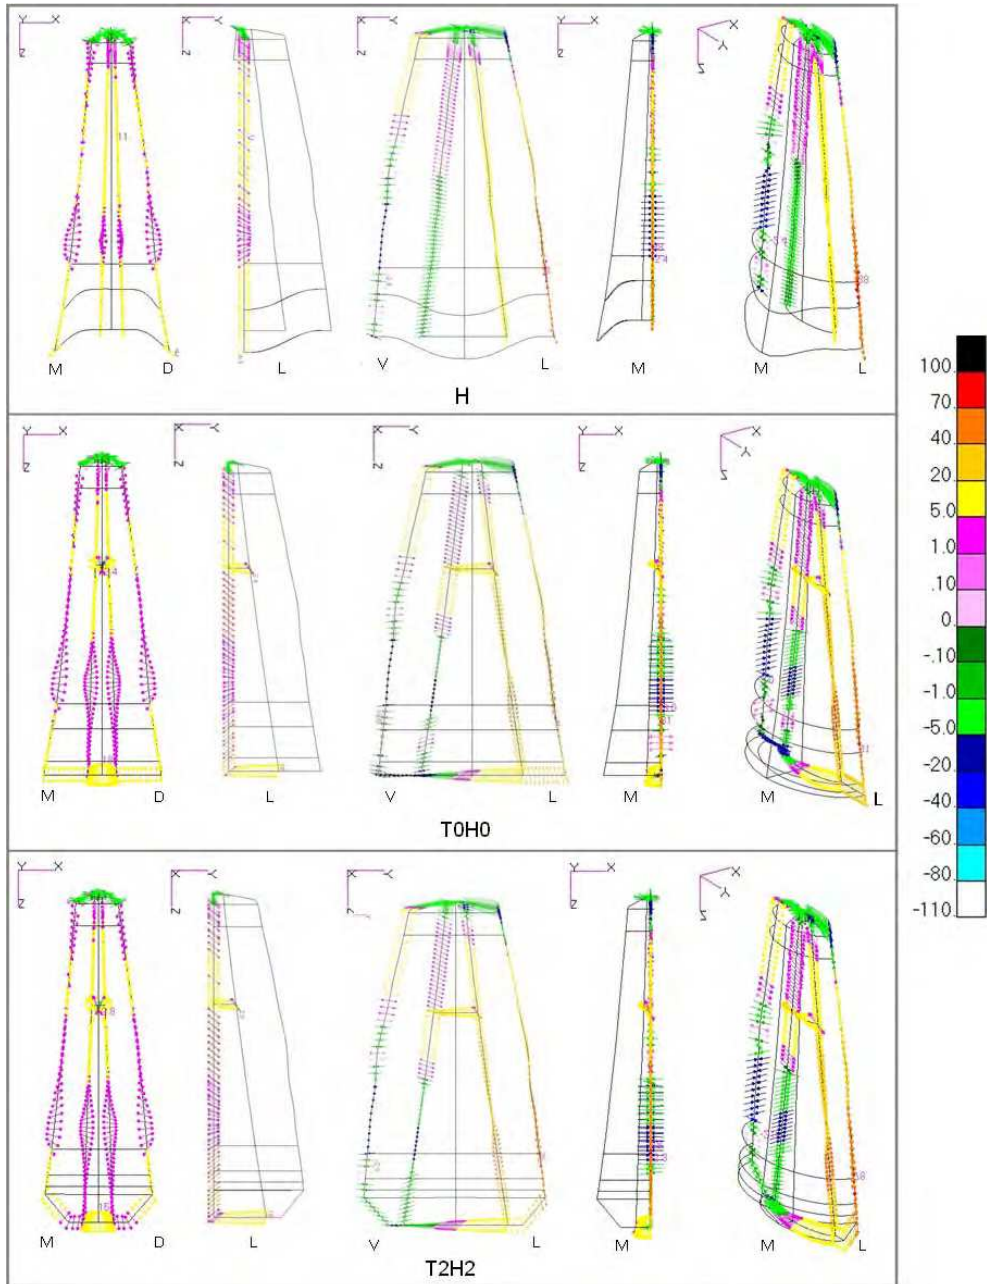 Y X Z
X Y Z
X Y Z
Y X Z
X Y Z
11
M D L V L M M L
H
Y X Z
X Y Z
X Y Z
Y X Z
X Y Z
M D L V L M M L
T0H0
Y X Z
X Y Z
X Y Z
X Z
X Y Z
M D L V L M M L
T2H2
100.
70.
40.
20
5.0
1.0
.10
0.
-.10
-1.0
-5.0
-20
-40.
-60.
-80.
-110